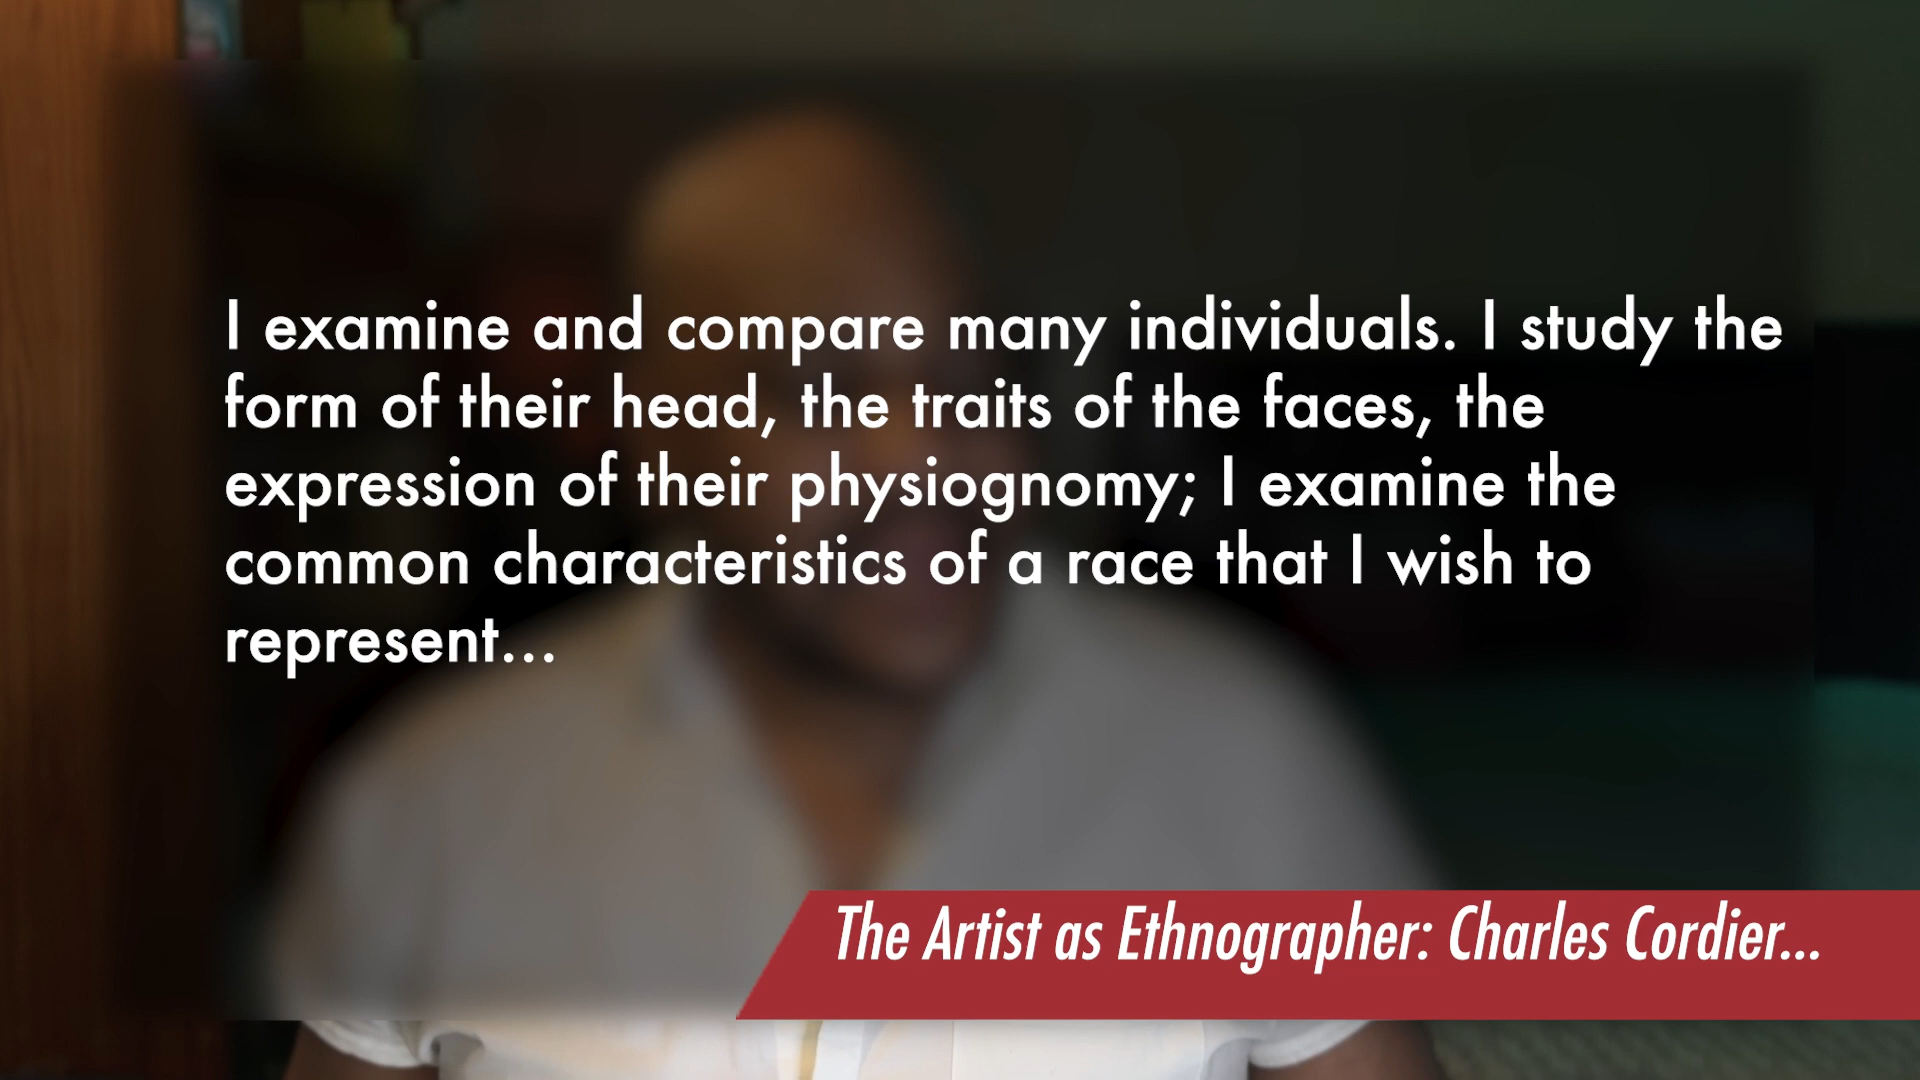 I examine and compare many individuals. I study the
form of their head, the traits of the faces, the
expression of their physiognomy; I examine the
common characteristics of a race that I wish to
represent...
The Artist as Ethnographer: Charles Cordier...